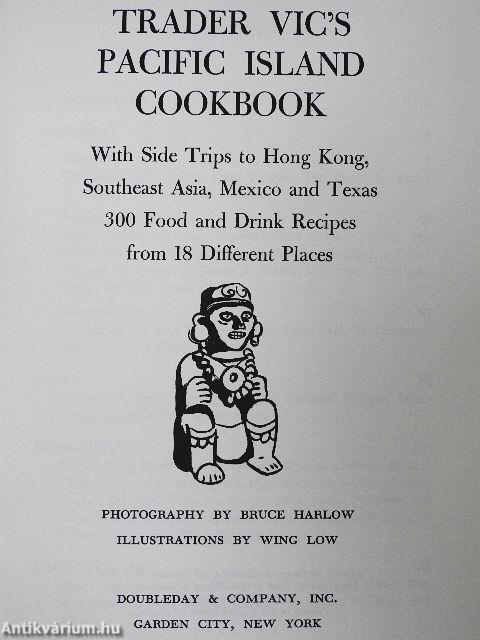 TRADER VIC'S
PACIFIC ISLAND
COOKBOOK
With Side Trips to Hong Kong,
Southeast Asia, Mexico and Texas
300 Food and Drink Recipes
from 18 Different Places
PHOTOGRAPHY BY BRUCE HARLOW
ILLUSTRATIONS BY WING LOW
DOUBLEDAY & COMPANY, INC.
GARDEN CITY, NEW YORK
Antikvárium.hu